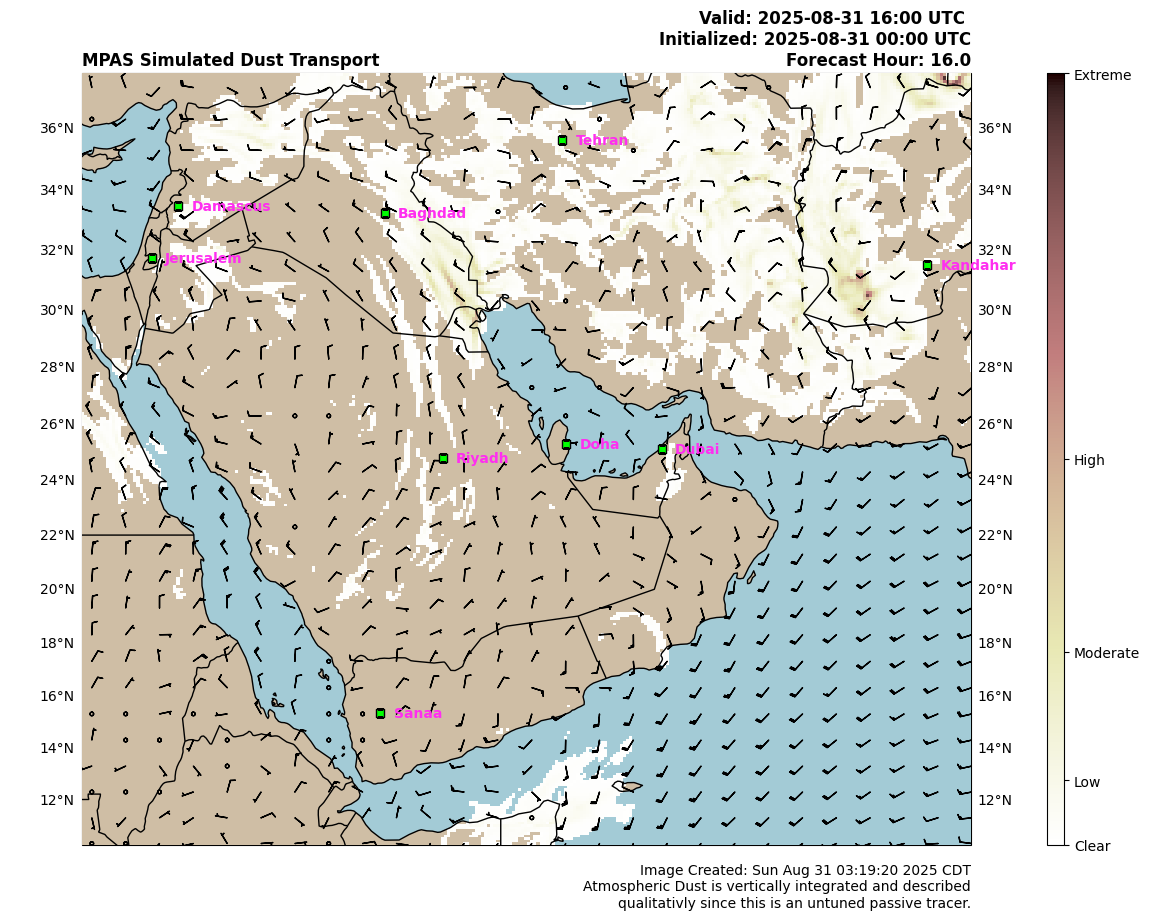 Valid: 2025-08-31 16:00 UTC
Initialized: 2025-08-31 00:00 UTC
MPAS Simulated Dust Transport
Forecast Hour: 16.0
Extreme
High
Moderate
Low
Clear
36°N
34°N
32°N
30°N
28°N
26°N
24°N
22°N
20°N
18°N
16°N
14°N
12°N
36°N
34°N
32°N
30°N
28°N
26°N
24°N
22°N
20°N
18°N
16°N
14°N
12°N
Tehran
Damascus
Baghdad
Jerusalem
Kandahar
Doha
Dubai
Riyadh
Sanaa
Image Created: Sun Aug 31 03:19:20 2025 CDT
Atmospheric Dust is vertically integrated and described
qualitativly since this is an untuned passive tracer.